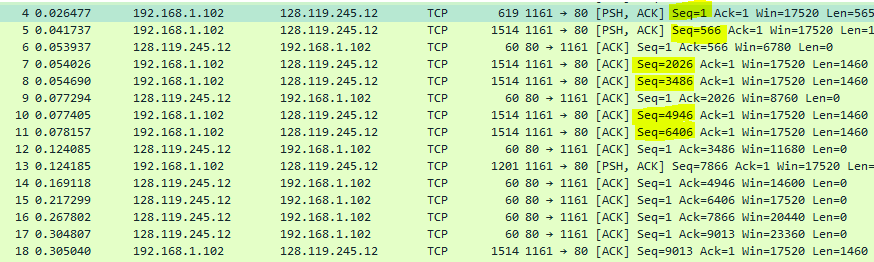 4 0.026477 192.168.1.102 128.119.245.12 TCP 619 1161 → 80 [PSH, ACK] Seq=1 Ack=1 Win=17520 Len=565
5 0.041737 192.168.1.102 128.119.245.12 TCP 1514 1161 → 80 [PSH, ACK] Seq=566 Ack=1 Win=17520 Len=1
6 0.053937 128.119.245.12 192.168.1.102 TCP 60 80 → 1161 [ACK] Seq=1 Ack=566 Win=6780 Len=0
7 0.054026 192.168.1.102 128.119.245.12 TCP 1514 1161 → 80 [ACK] Seq=2026 Ack=1 Win=17520 Len=1460
8 0.054690 192.168.1.102 128.119.245.12 TCP 1514 1161 → 80 [ACK] Seq=3486 Ack=1 Win=17520 Len=1460
9 0.077294 128.119.245.12 192.168.1.102 TCP 60 80 → 1161 [ACK] Seq=1 Ack=2026 Win=8760 Len=0
10 0.077405 192.168.1.102 128.119.245.12 TCP 1514 1161 → 80 [ACK] Seq=4946 Ack=1 Win=17520 Len=1460
11 0.078157 192.168.1.102 128.119.245.12 TCP 1514 1161 → 80 [ACK] Seq=6406 Ack=1 Win=17520 Len=1460
12 0.124085 128.119.245.12 192.168.1.102 TCP 60 80 → 1161 [ACK] Seq=1 Ack=3486 Win=11680 Len=0
13 0.124185 192.168.1.102 128.119.245.12 TCP 1201 1161 → 80 [PSH, ACK] Seq=7866 Ack=1 Win=17520 Len=
14 0.169118 128.119.245.12 192.168.1.102 TCP 60 80 → 1161 [ACK] Seq=1 Ack=4946 Win=14600 Len=0
15 0.217299 128.119.245.12 192.168.1.102 TCP 60 80 → 1161 [ACK] Seq=1 Ack=6406 Win=17520 Len=0
16 0.267802 128.119.245.12 192.168.1.102 TCP 60 80 → 1161 [ACK] Seq=1 Ack=7866 Win=20440 Len=0
17 0.304807 128.119.245.12 192.168.1.102 TCP 60 80 → 1161 [ACK] Seq=1 Ack=9013 Win=23360 Len=0
18 0.305040 192.168.1.102 128.119.245.12 TCP 1514 1161 → 80 [ACK] Seq=9013 Ack=1 Win=17520 Len=1460